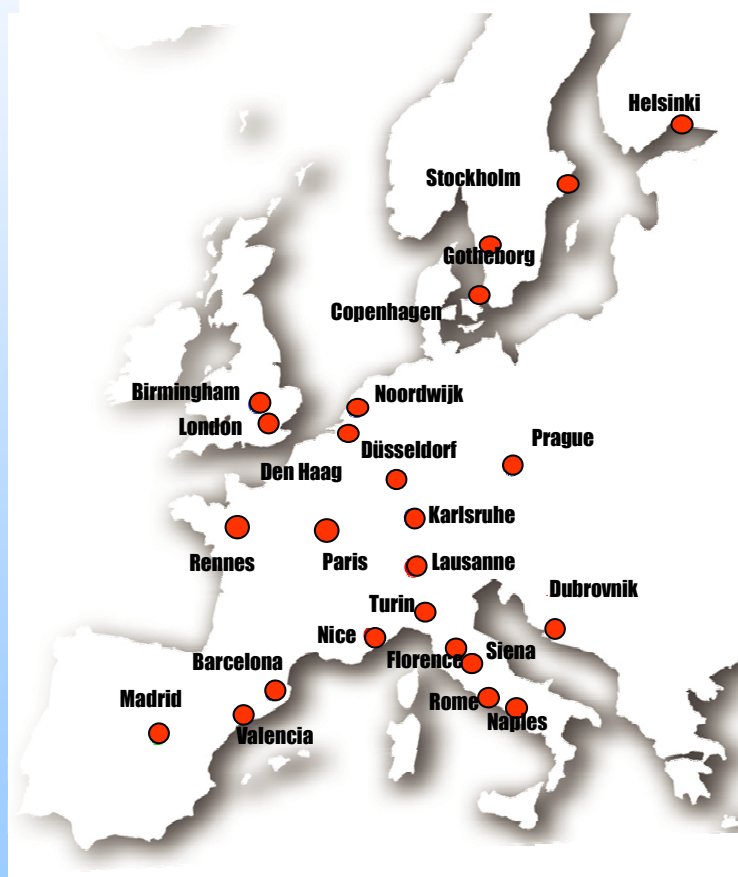 Helsinki
Stockholm
Gotheborg
Copenhagen
Birmingham
Noordwijk
London
Düsseldorf
Prague
Den Haag
Karlsruhe
Rennes
Paris
Lausanne
Dubrovnik
Turin
Nice
Florence
Siena
Barcelona
Madrid
Rome
Naples
Valencia